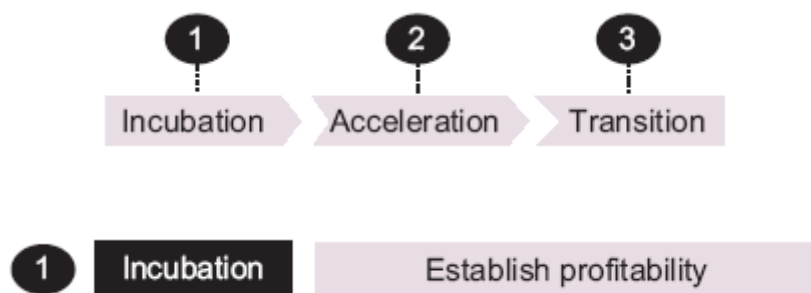 1 2 3
Incubation Acceleration Transition
1 Incubation Establish profitability